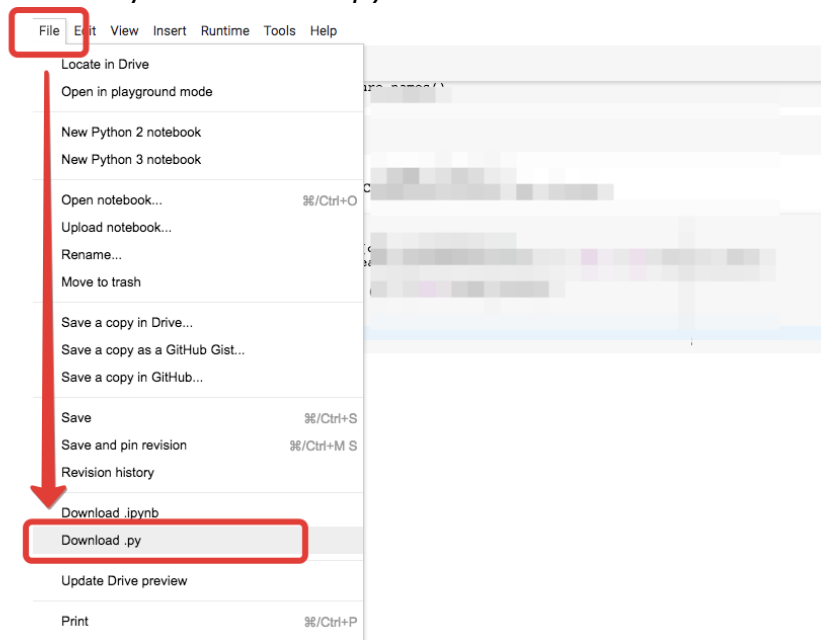 File Edit View Insert Runtime Tools Help
Locate in Drive
Open in playground mode
New Python 2 notebook
New Python 3 notebook
Open notebook... ⌘/Ctrl+O
Upload notebook...
Rename...
Move to trash
Save a copy in Drive...
Save a copy as a GitHub Gist...
Save a copy in GitHub...
Save ⌘/Ctrl+S
Save and pin revision ⌘/Ctrl+M S
Revision history
Download .ipynb
Download .py
Update Drive preview
Print ⌘/Ctrl+P